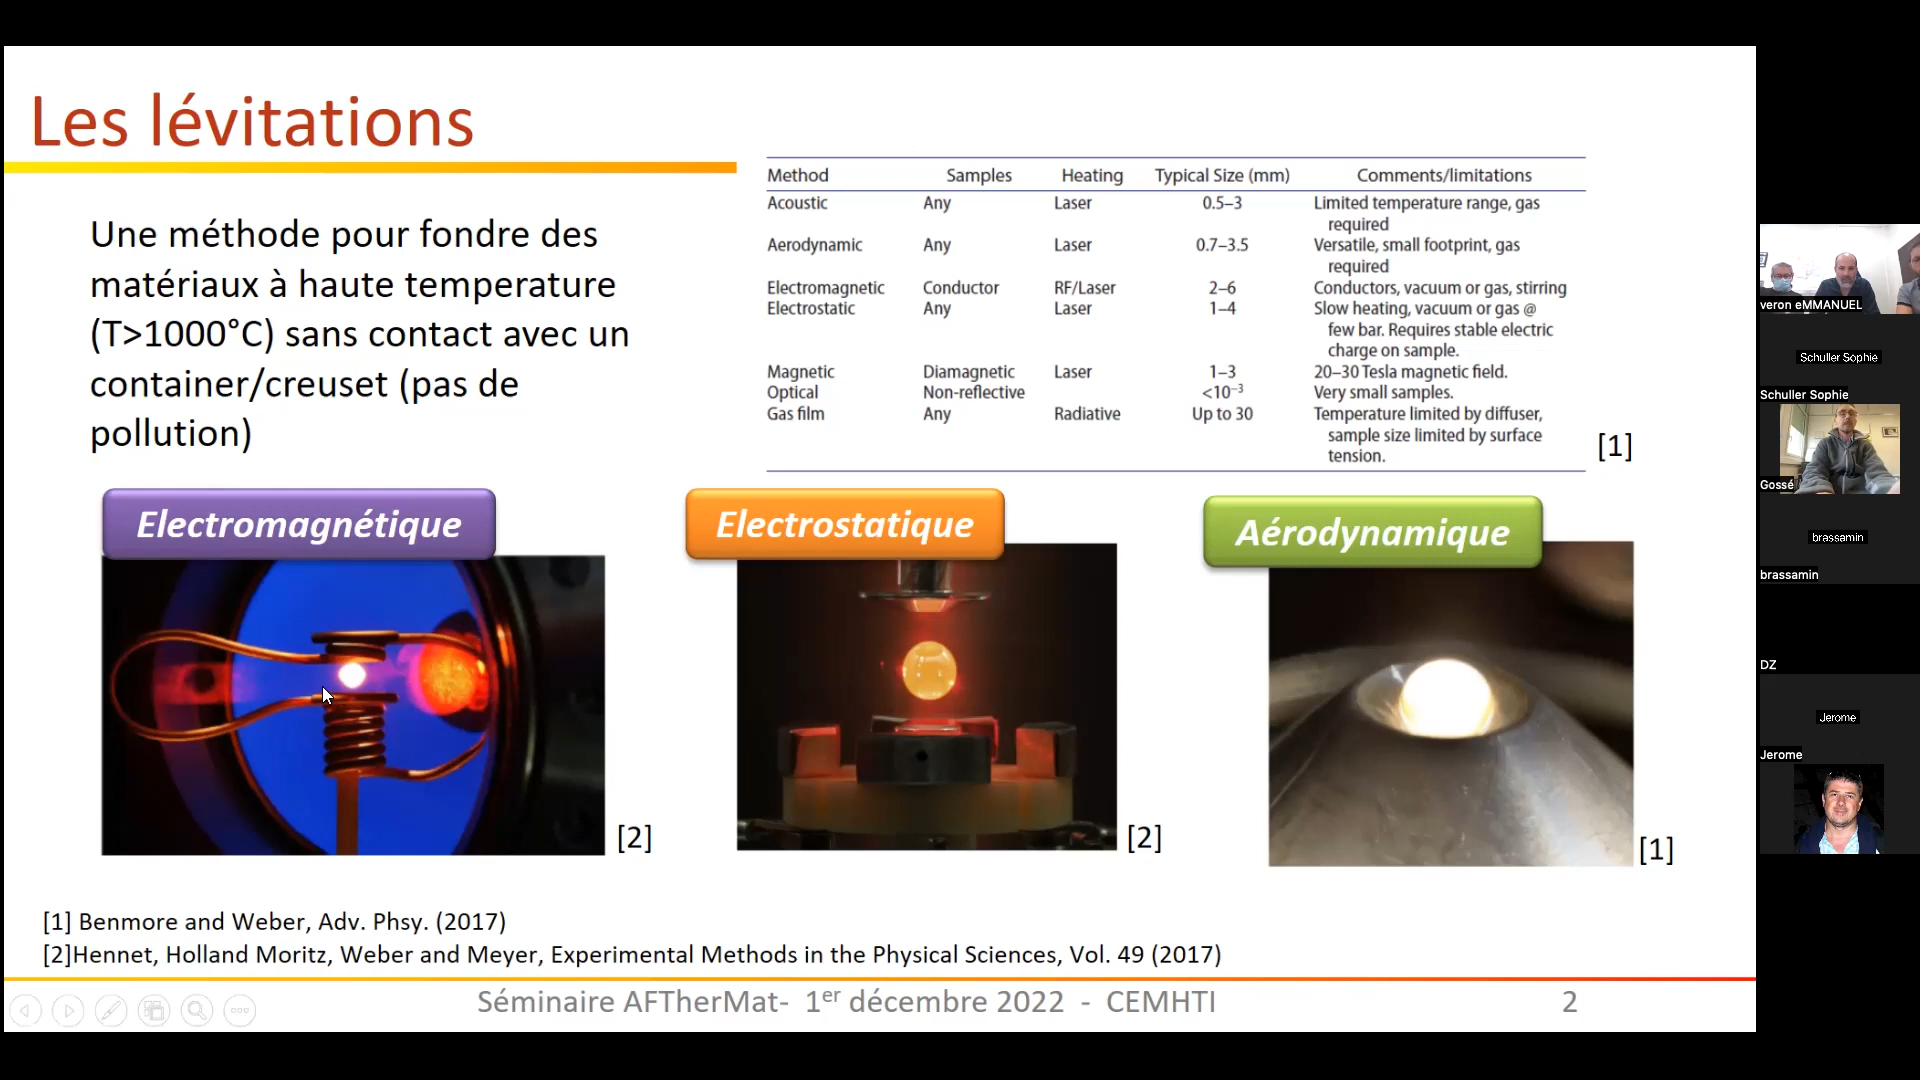 Les lévitations
Une méthode pour fondre des
matériaux à haute temperature
(T>1000°C) sans contact avec un
container/creuset (pas de
pollution)
Method Samples Heating Typical Size (mm) Comments/limitations
Acoustic Any Laser 0.5–3 Limited temperature range, gas
required
Aerodynamic Any Laser 0.7–3.5 Versatile, small footprint, gas
required
Electromagnetic Conductor RF/Laser 2–6 Conductors, vacuum or gas, stirring
Electrostatic Any Laser 1–4 Slow heating, vacuum or gas @
few bar. Requires stable electric
charge on sample.
Magnetic Diamagnetic Laser 1–3 20–30 Tesla magnetic field.
Optical Non-reflective <10⁻³ Very small samples.
Gas film Any Radiative Up to 30 Temperature limited by diffuser,
sample size limited by surface
tension.
[1]
Electromagnétique
[2]
Electrostatique
[2]
Aérodynamique
[1]
[1] Benmore and Weber, Adv. Phsy. (2017)
[2]Hennet, Holland Moritz, Weber and Meyer, Experimental Methods in the Physical Sciences, Vol. 49 (2017)
Séminaire AFTherMat- 1er décembre 2022 - CEMHTI
2
veron eMMANUEL
Schuller Sophie
Schuller Sophie
Gossé
brassamin
brassamin
DZ
Jerome
Jerome